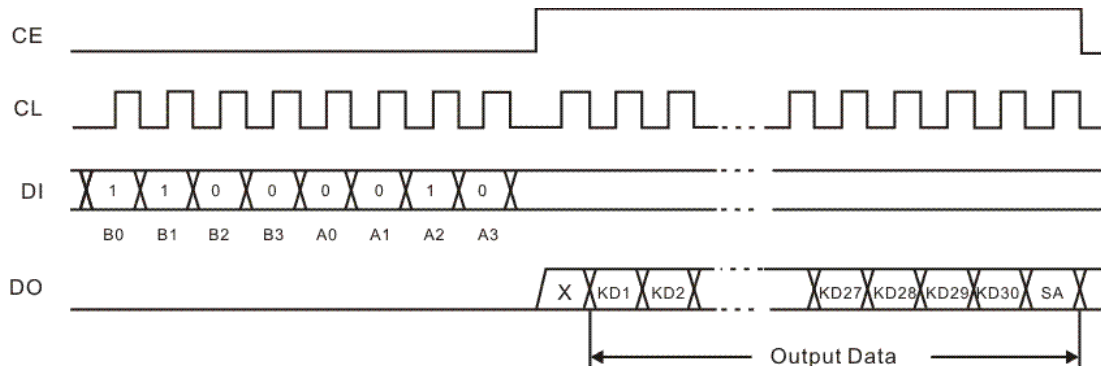 CE
CL
DI 1 1 0 0 0 0 1 0
B0 B1 B2 B3 A0 A1 A2 A3
DO X KD1 KD2 KD27 KD28 KD29 KD30 SA
Output Data